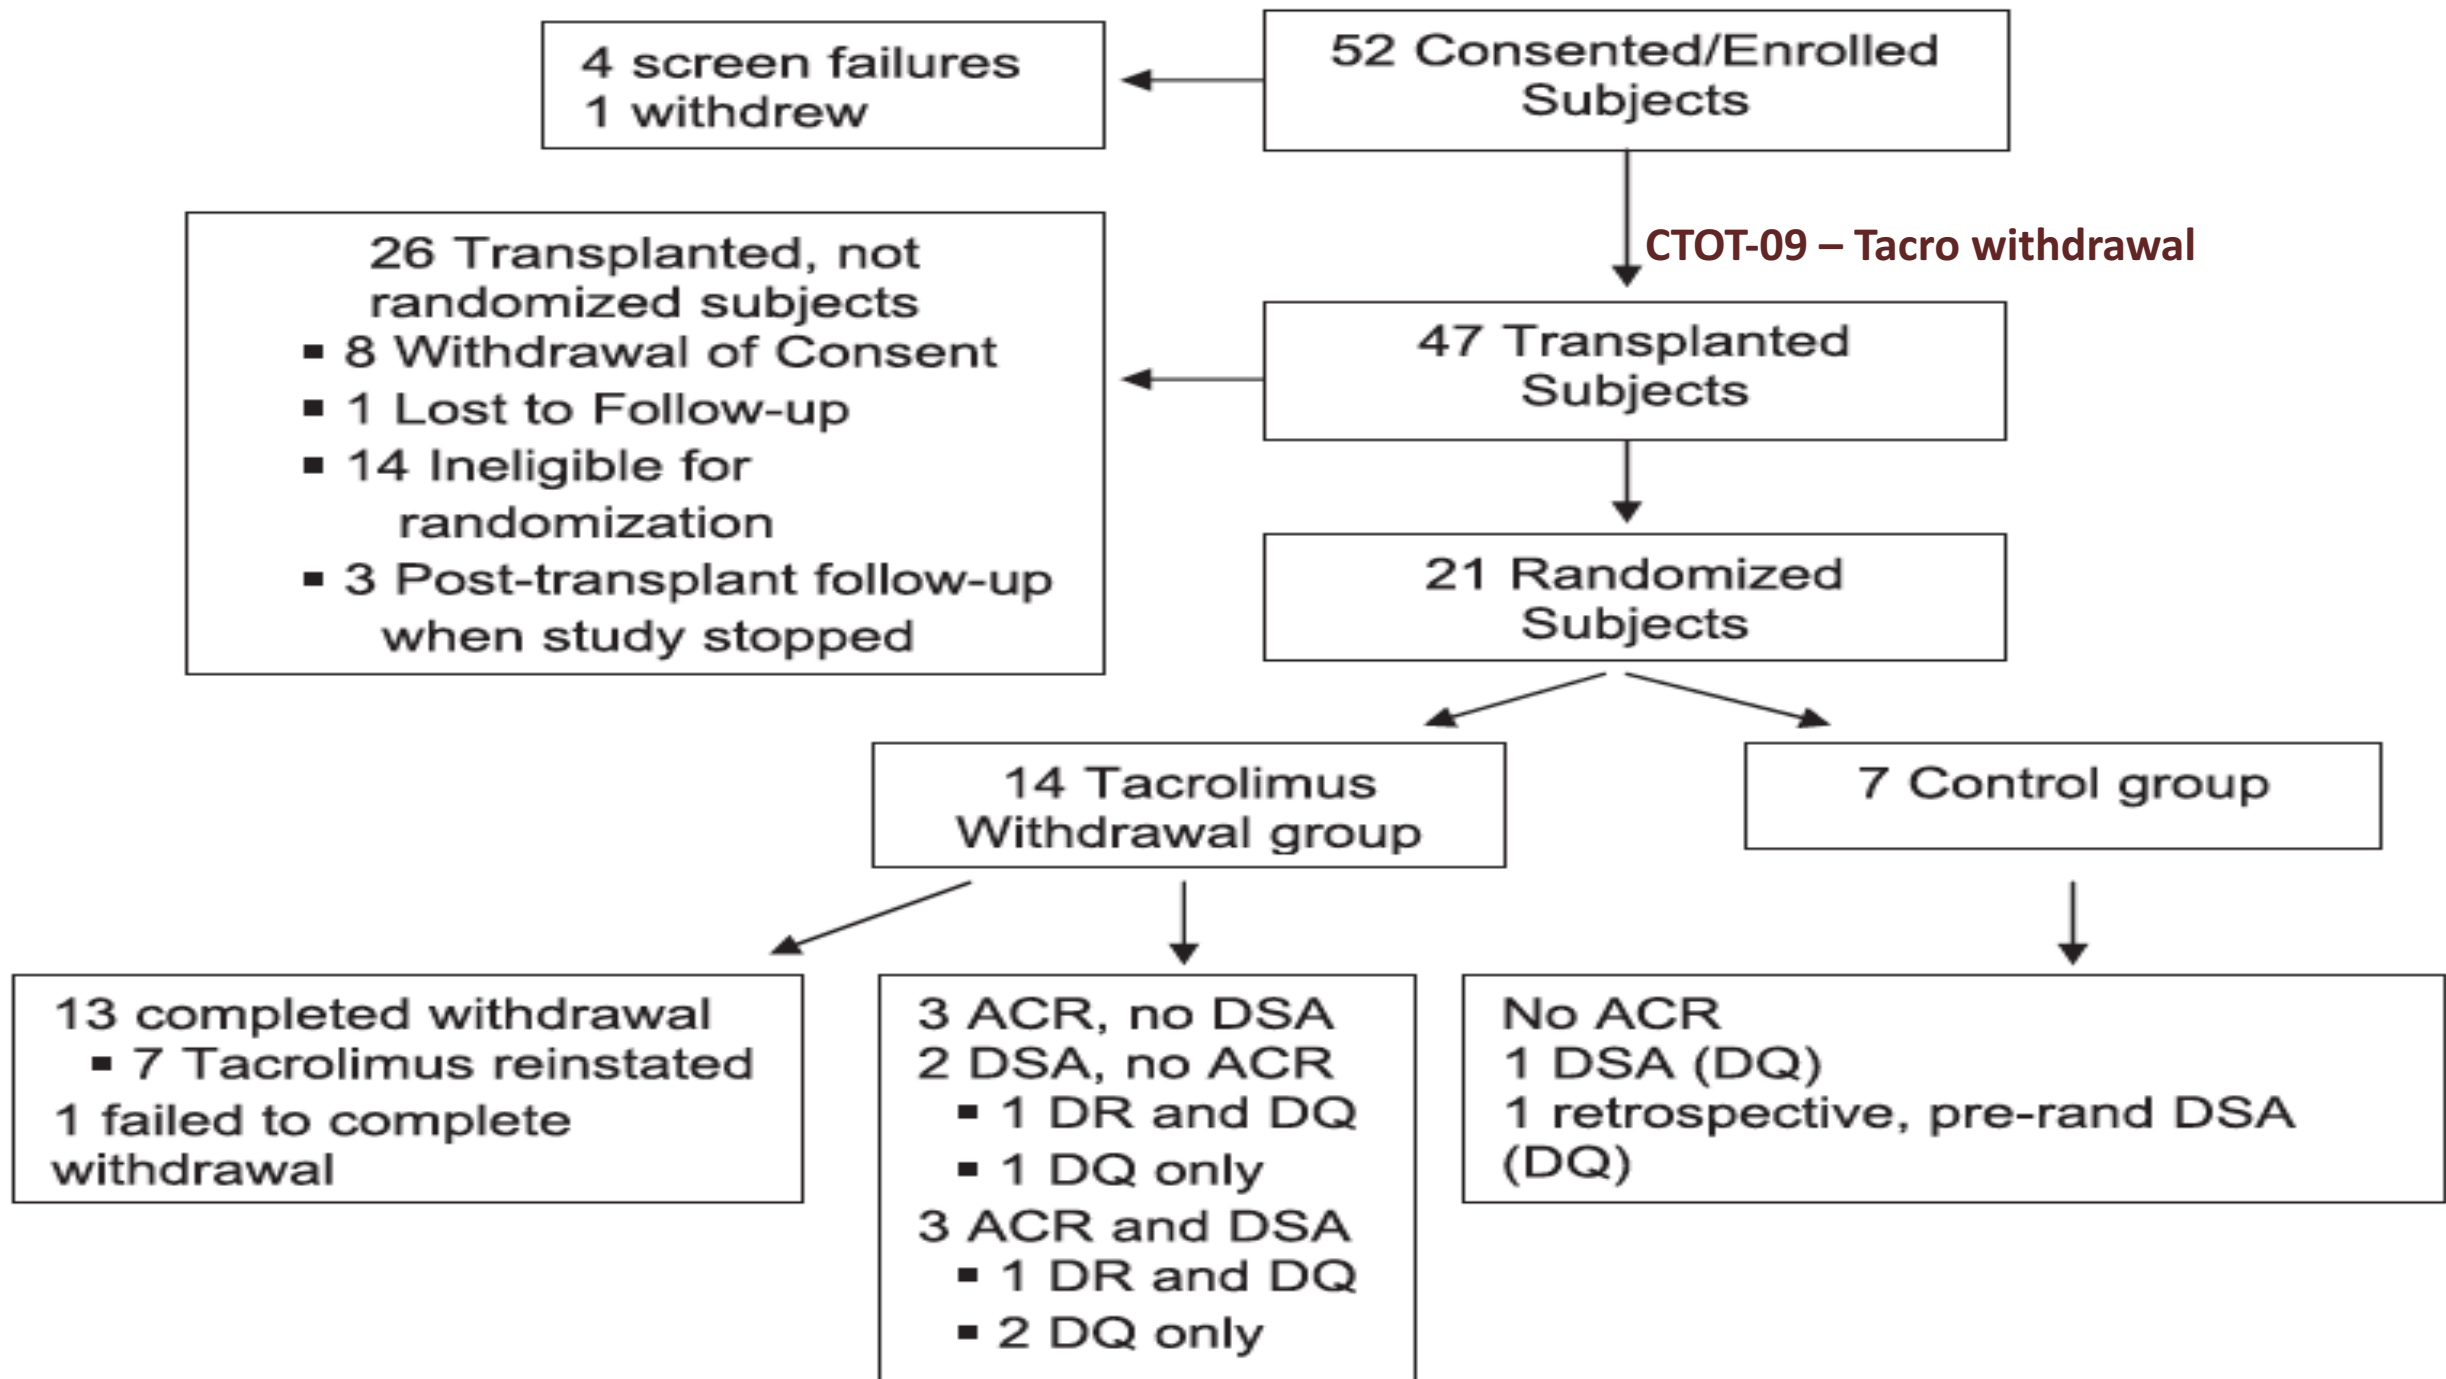 52 Consented/Enrolled
Subjects
4 screen failures
1 withdrew
CTOT-09 – Tacro withdrawal
47 Transplanted
Subjects
26 Transplanted, not
randomized subjects
▪ 8 Withdrawal of Consent
▪ 1 Lost to Follow-up
▪ 14 Ineligible for
randomization
▪ 3 Post-transplant follow-up
when study stopped
21 Randomized
Subjects
14 Tacrolimus
Withdrawal group
7 Control group
13 completed withdrawal
▪ 7 Tacrolimus reinstated
1 failed to complete
withdrawal
3 ACR, no DSA
2 DSA, no ACR
▪ 1 DR and DQ
▪ 1 DQ only
3 ACR and DSA
▪ 1 DR and DQ
▪ 2 DQ only
No ACR
1 DSA (DQ)
1 retrospective, pre-rand DSA
(DQ)